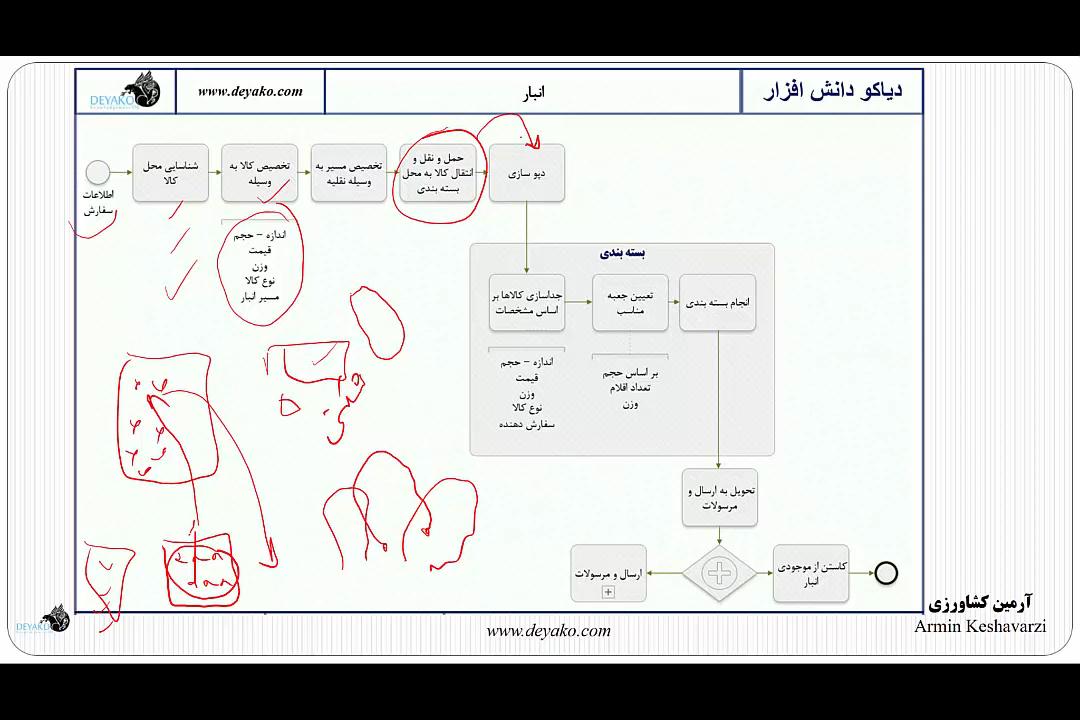 DEYAKO
www.deyako.com
انبار
دیاکو دانش افزار
اطلاعات
سفارش
شناسایی محل
کالا
تخصیص کالا به
وسیله
تخصیص مسیر به
وسیله نقلیه
حمل و نقل و
انتقال کالا به محل
بسته بندی
دپو سازی
اندازه – حجم
قیمت
وزن
نوع کالا
مسیر انبار
بسته بندی
جداسازی کالاها بر
اساس مشخصات
تعیین جعبه
مناسب
انجام بسته بندی
اندازه – حجم
قیمت
وزن
نوع کالا
سفارش دهنده
بر اساس حجم
تعداد اقلام
وزن
تحویل به ارسال و
مرسولات
ارسال و مرسولات
کاستن از موجودی
انبار
آرمین کشاورزی
Armin Keshavarzi
DEYAKO
www.deyako.com